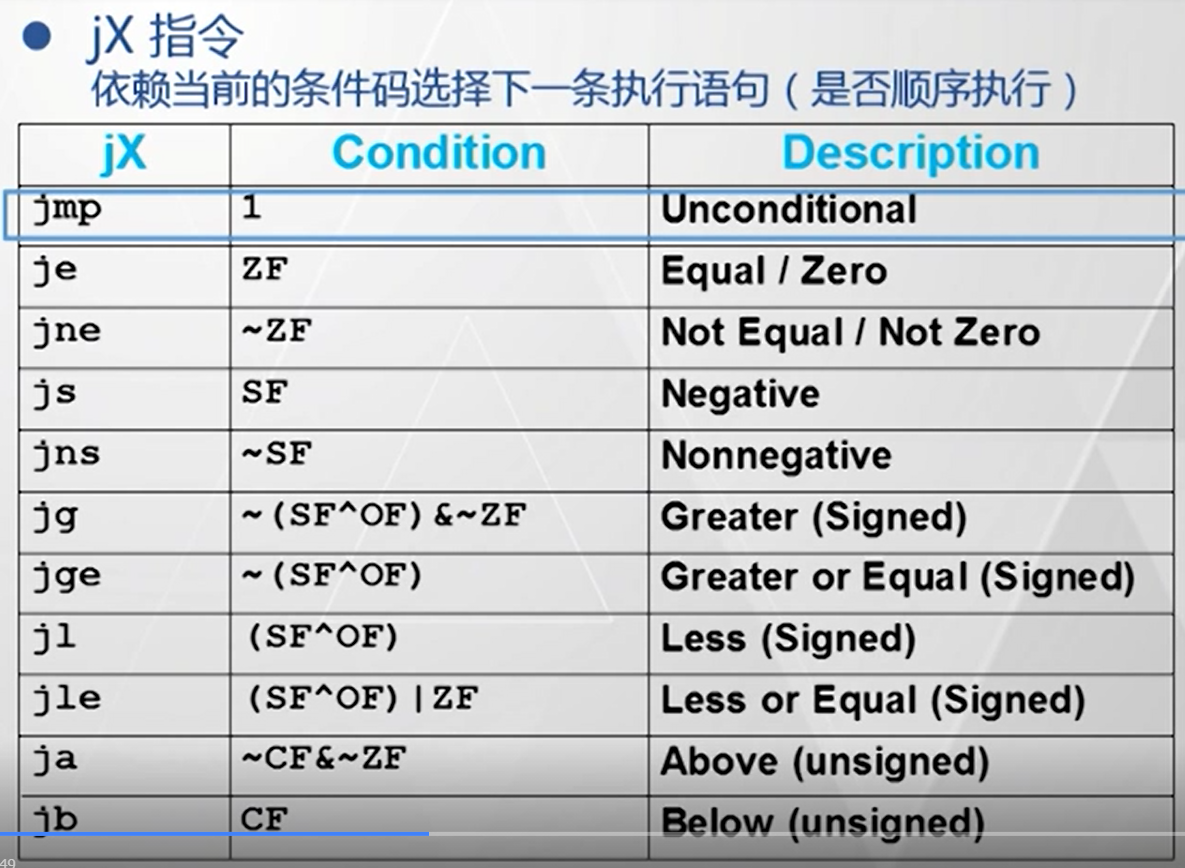 ● jX 指令
依赖当前的条件码选择下一条执行语句（是否顺序执行）
jX Condition Description
jmp 1 Unconditional
je ZF Equal / Zero
jne ~ZF Not Equal / Not Zero
js SF Negative
jns ~SF Nonnegative
jg ~(SF^OF)&~ZF Greater (Signed)
jge ~(SF^OF) Greater or Equal (Signed)
jl (SF^OF) Less (Signed)
jle (SF^OF)|ZF Less or Equal (Signed)
ja ~CF&~ZF Above (unsigned)
jb CF Below (unsigned)
49